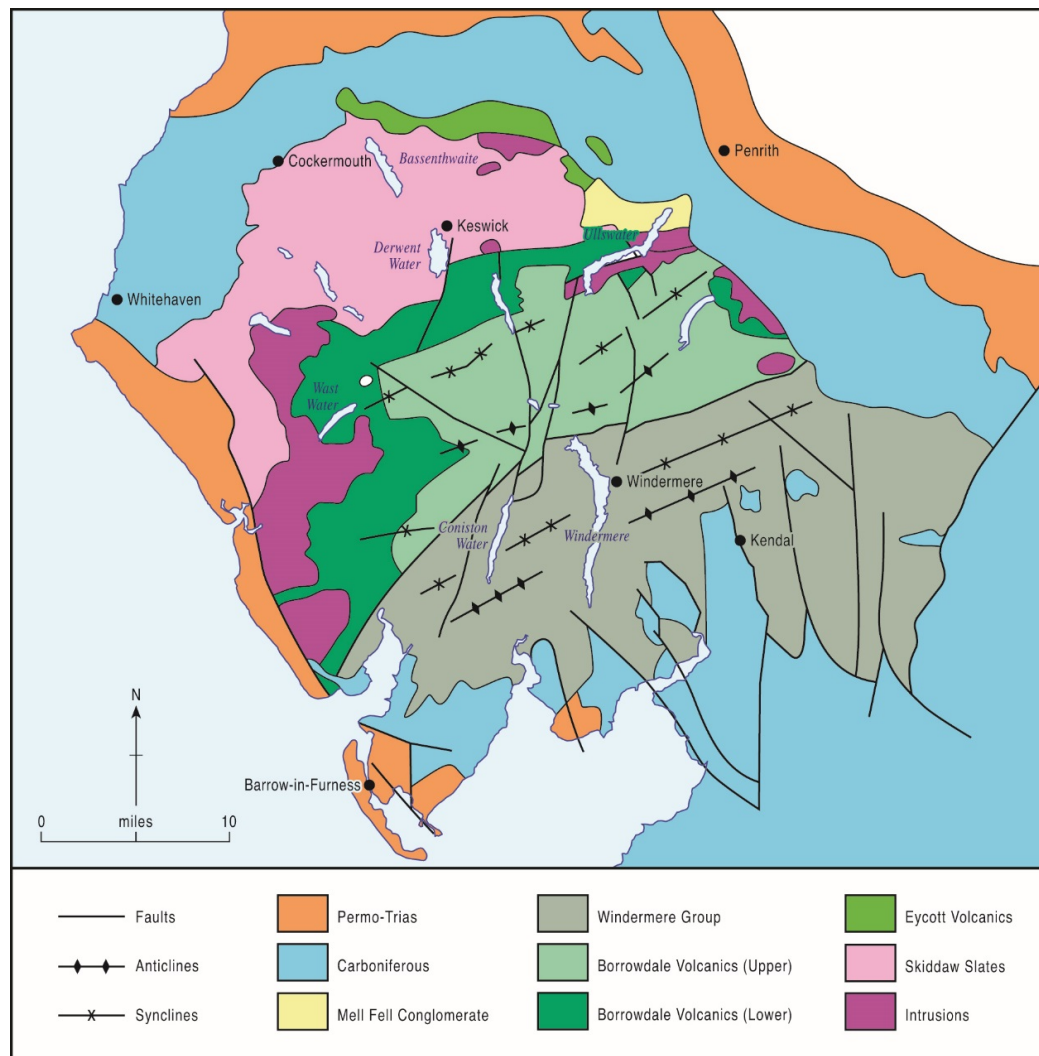 Cockermouth
Bassenthwaite
Penrith
Keswick
Derwent
Water
Ullswater
Whitehaven
Wast
Water
Windermere
Coniston
Water
Windermere
Kendal
N
Barrow-in-Furness
0
miles
10
Faults
Permo-Trias
Windermere Group
Eycott Volcanics
Anticlines
Carboniferous
Borrowdale Volcanics (Upper)
Skiddaw Slates
Synclines
Mell Fell Conglomerate
Borrowdale Volcanics (Lower)
Intrusions